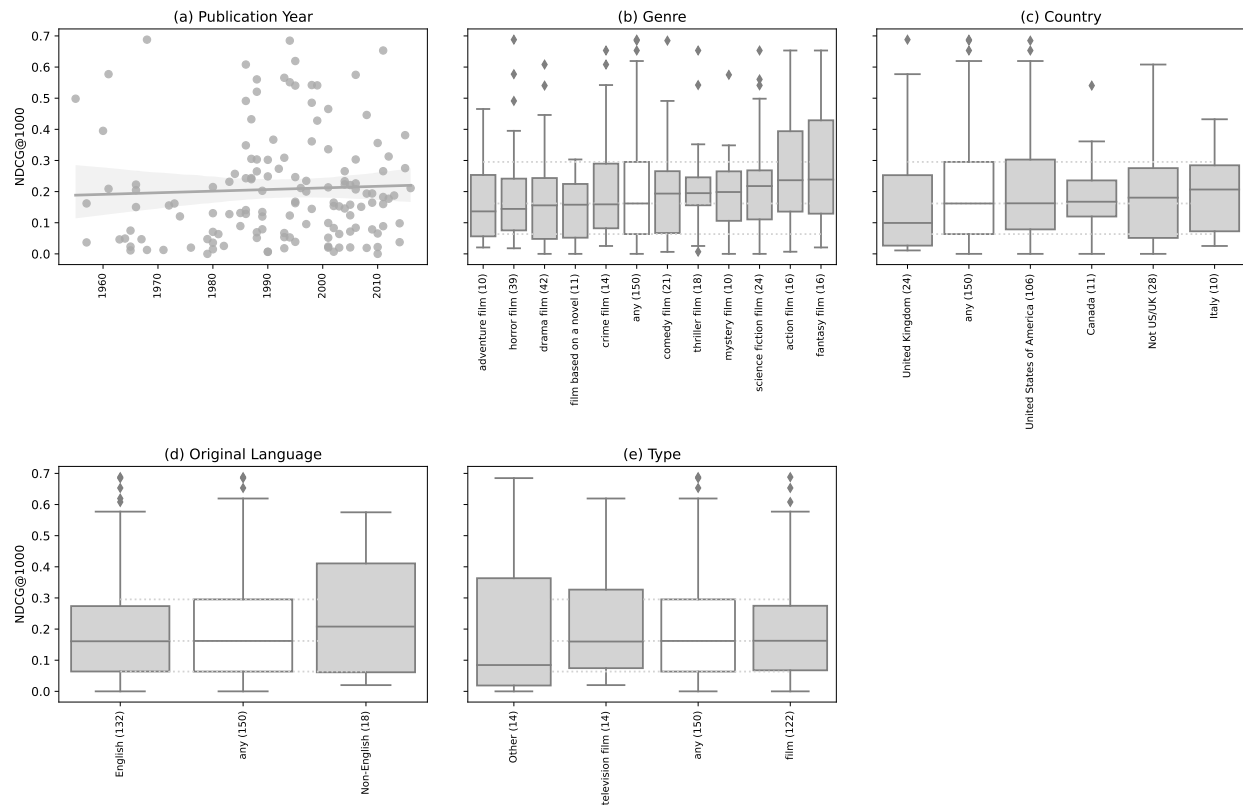 (a) Publication Year
NDCG@1000
0.7
0.6
0.5
0.4
0.3
0.2
0.1
0.0
1960
1970
1980
1990
2000
2010
(b) Genre
adventure film (10)
horror film (39)
drama film (42)
film based on a novel (11)
crime film (14)
any (150)
comedy film (21)
thriller film (18)
mystery film (10)
science fiction film (24)
action film (16)
fantasy film (16)
(c) Country
United Kingdom (24)
any (150)
United States of America (106)
Canada (11)
Not US/UK (28)
Italy (10)
(d) Original Language
NDCG@1000
0.7
0.6
0.5
0.4
0.3
0.2
0.1
0.0
English (132)
any (150)
Non-English (18)
(e) Type
Other (14)
television film (14)
any (150)
film (122)